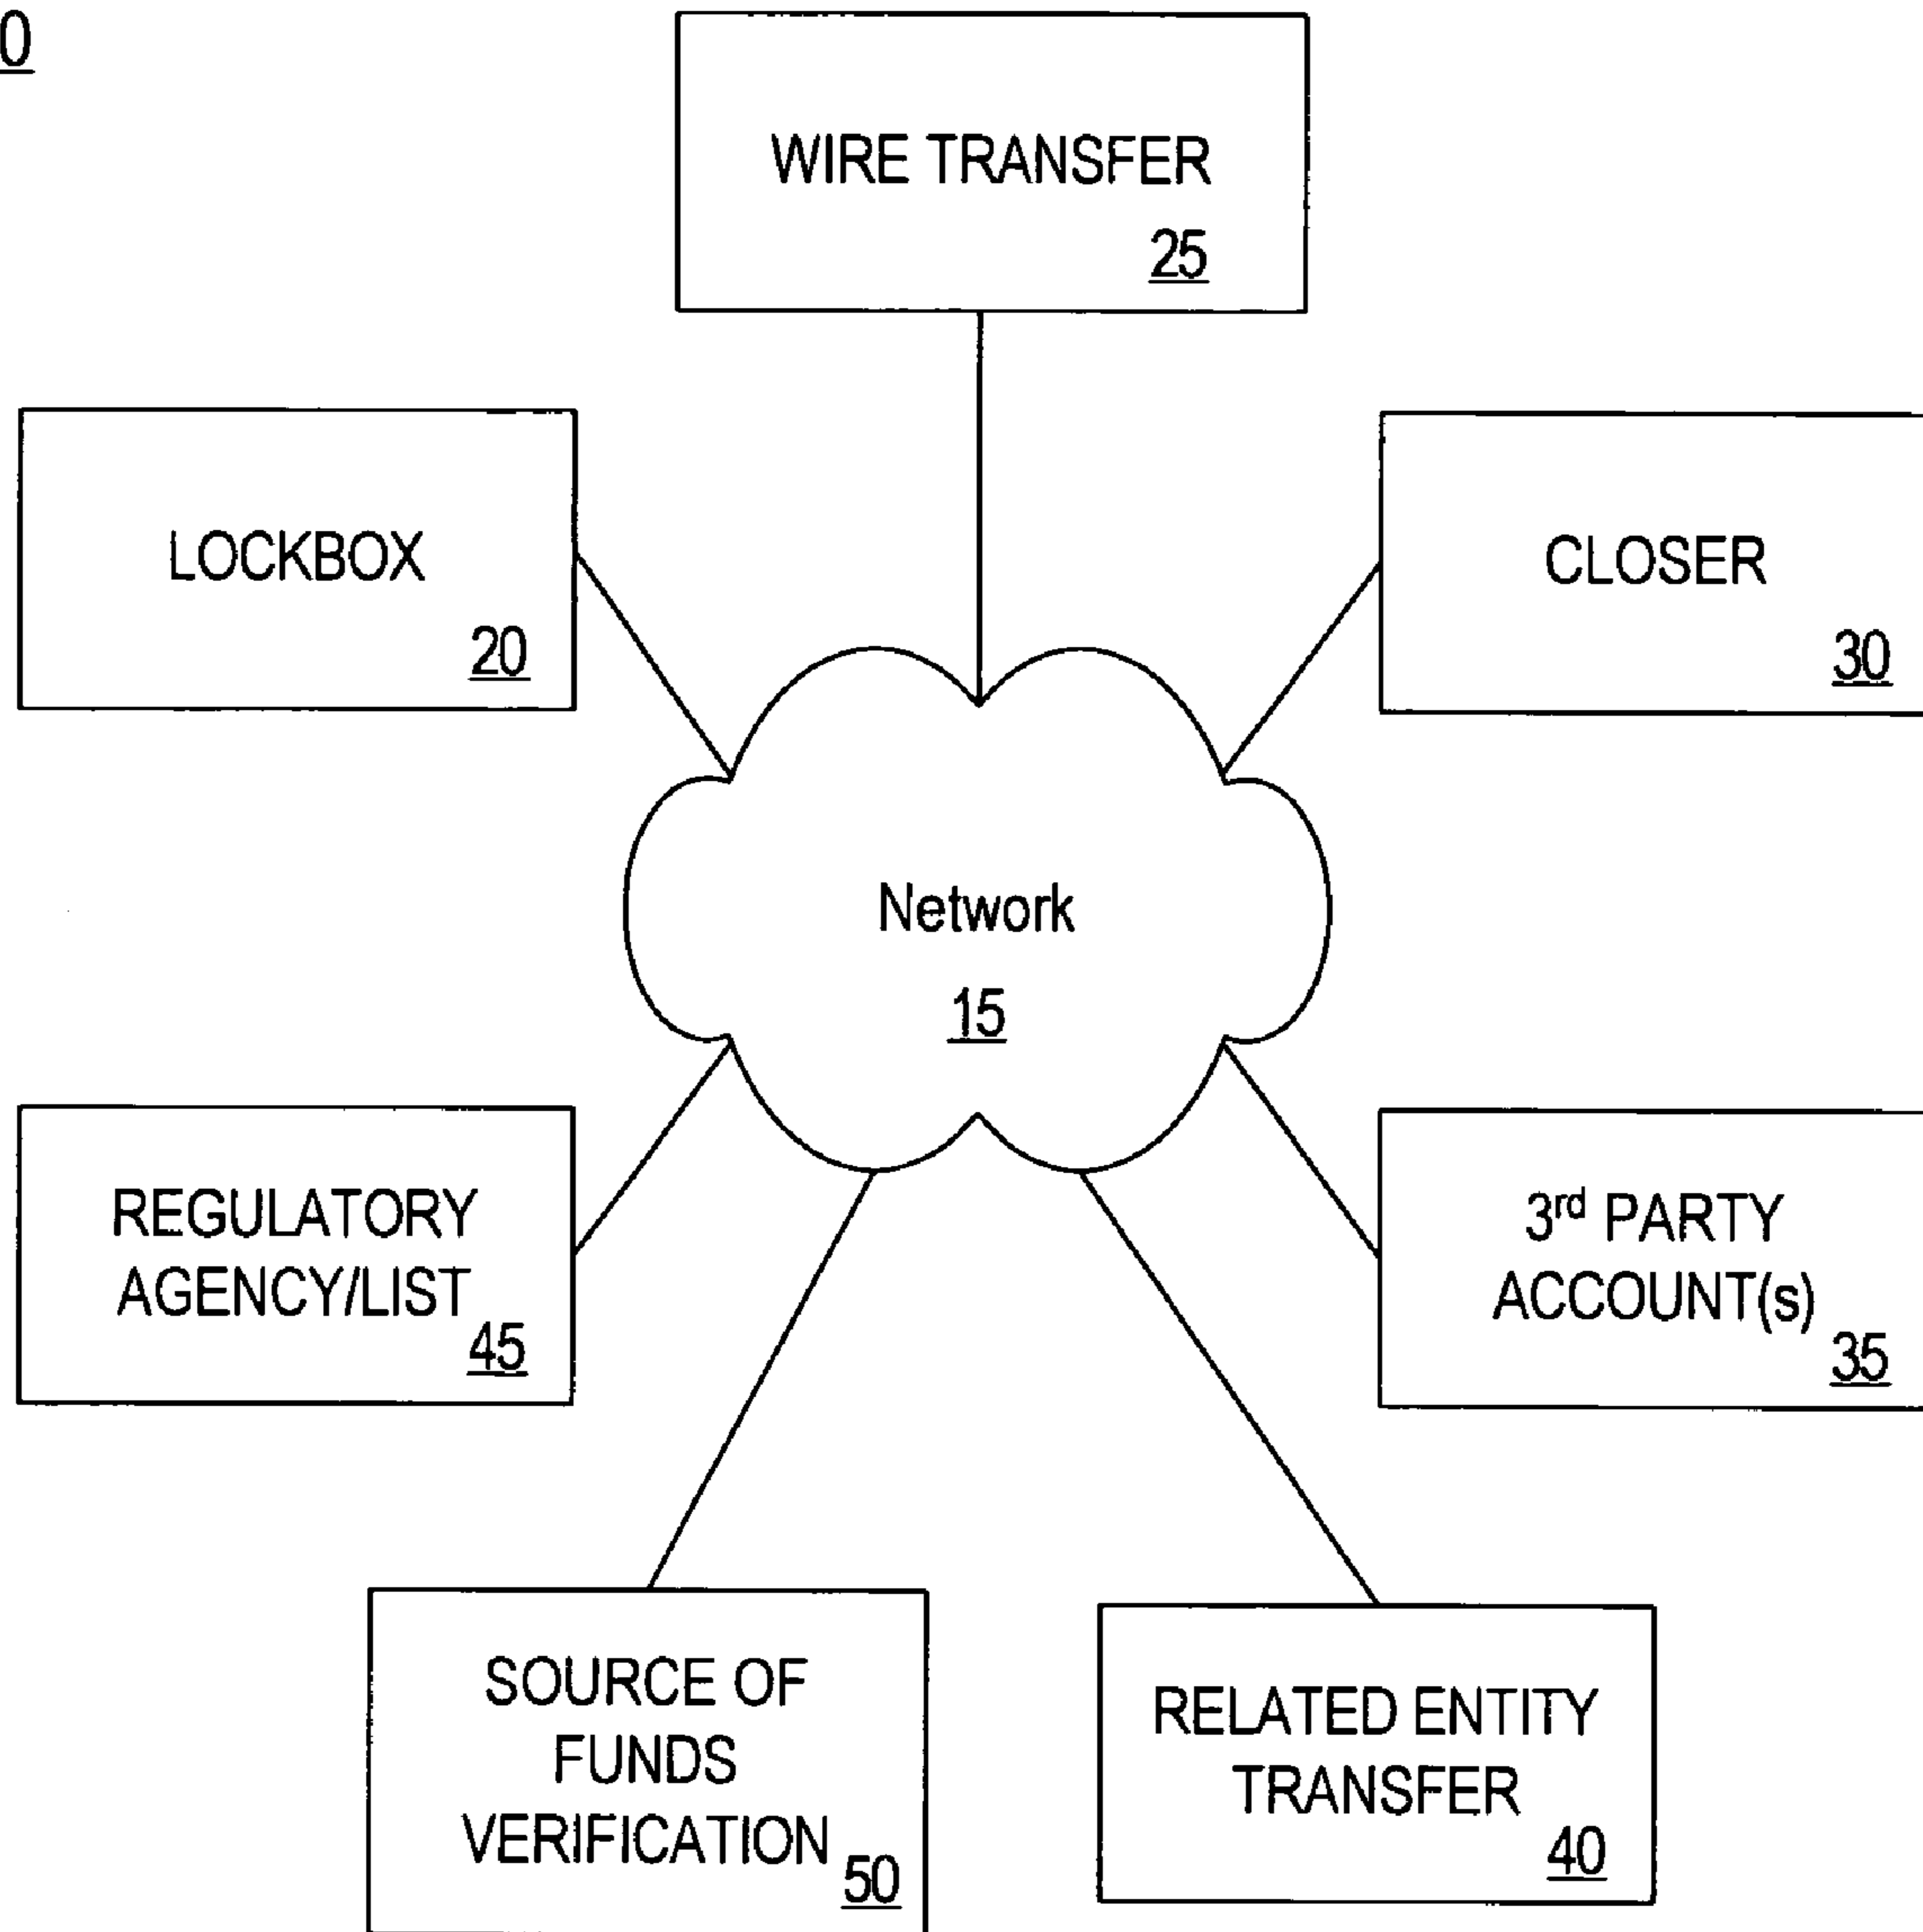 0
WIRE TRANSFER
25
LOCKBOX
20
CLOSER
30
Network
15
REGULATORY
AGENCY/LIST
45
3rd PARTY
ACCOUNT(s)
35
SOURCE OF
FUNDS
VERIFICATION
50
RELATED ENTITY
TRANSFER
40